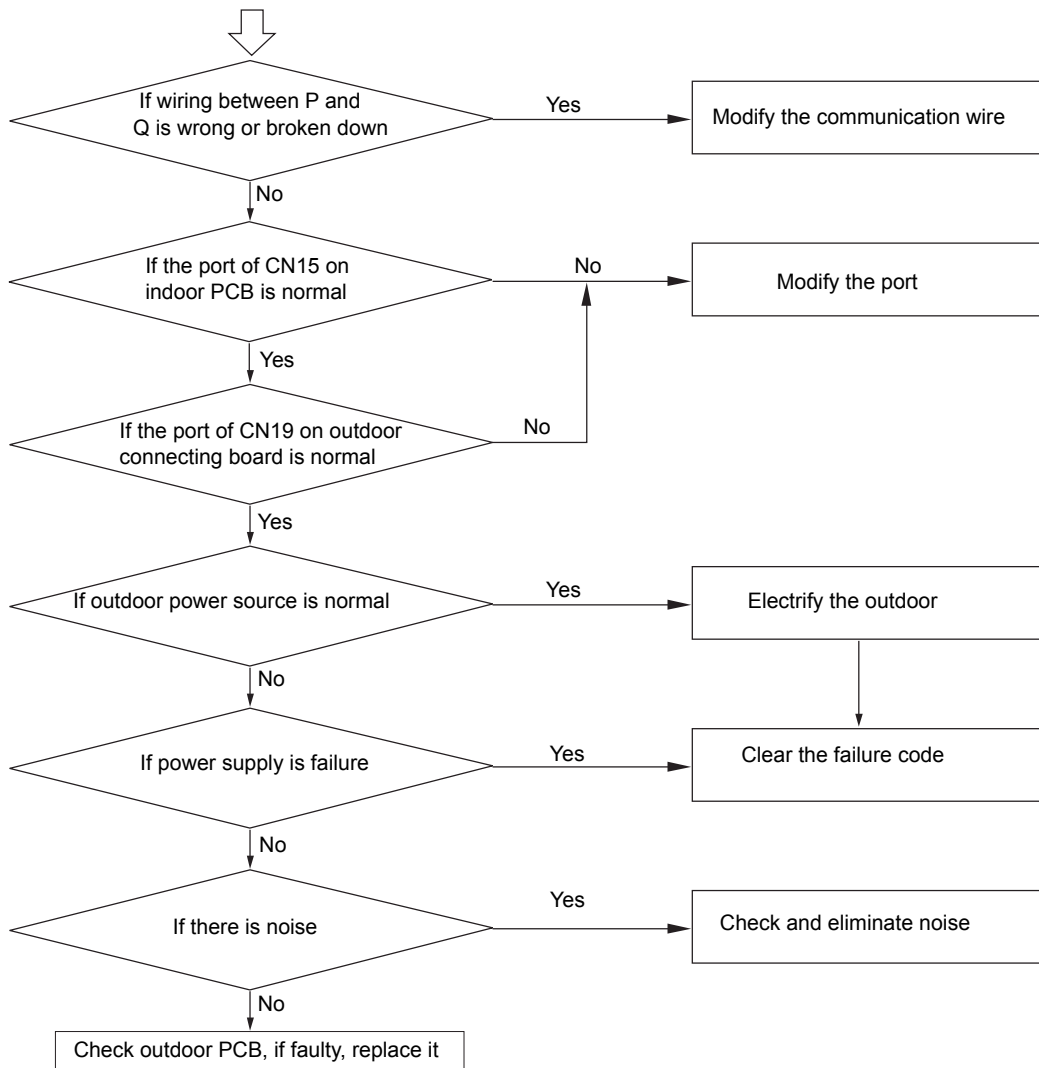 If wiring between P and
Q is wrong or broken down
Yes
Modify the communication wire
No
If the port of CN15 on
indoor PCB is normal
No
Modify the port
Yes
If the port of CN19 on outdoor
connecting board is normal
No
Yes
If outdoor power source is normal
Yes
Electrify the outdoor
No
If power supply is failure
Yes
Clear the failure code
No
If there is noise
Yes
Check and eliminate noise
No
Check outdoor PCB, if faulty, replace it